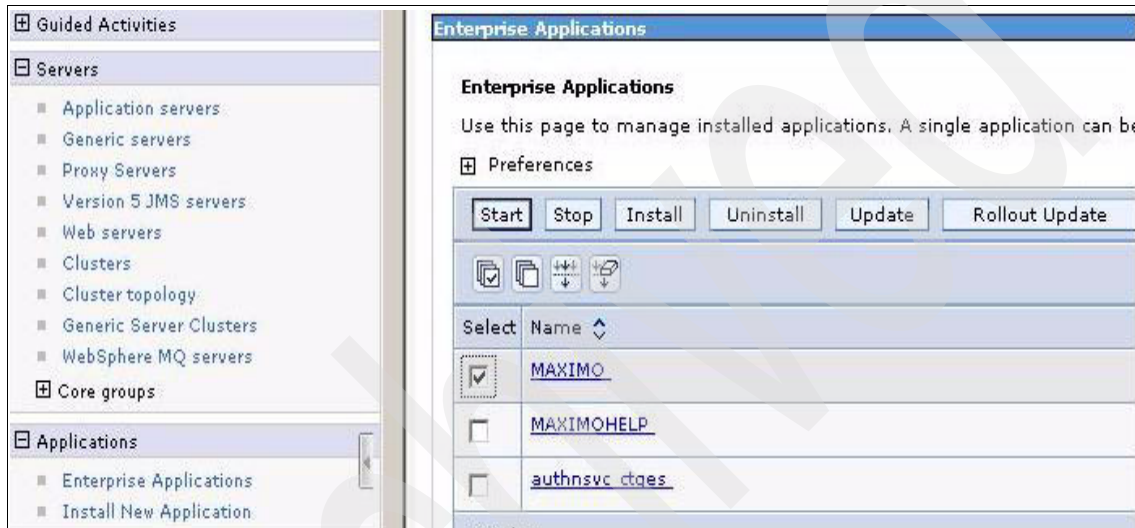 Guided Activities
Servers
Application servers
Generic servers
Proxy Servers
Version 5 JMS servers
Web servers
Clusters
Cluster topology
Generic Server Clusters
WebSphere MQ servers
Core groups
Applications
Enterprise Applications
Install New Application
Enterprise Applications
Enterprise Applications
Use this page to manage installed applications. A single application can be
Preferences
Start Stop Install Uninstall Update Rollout Update
Select Name
MAXIMO
MAXIMOHELP
authnsvc_ctges